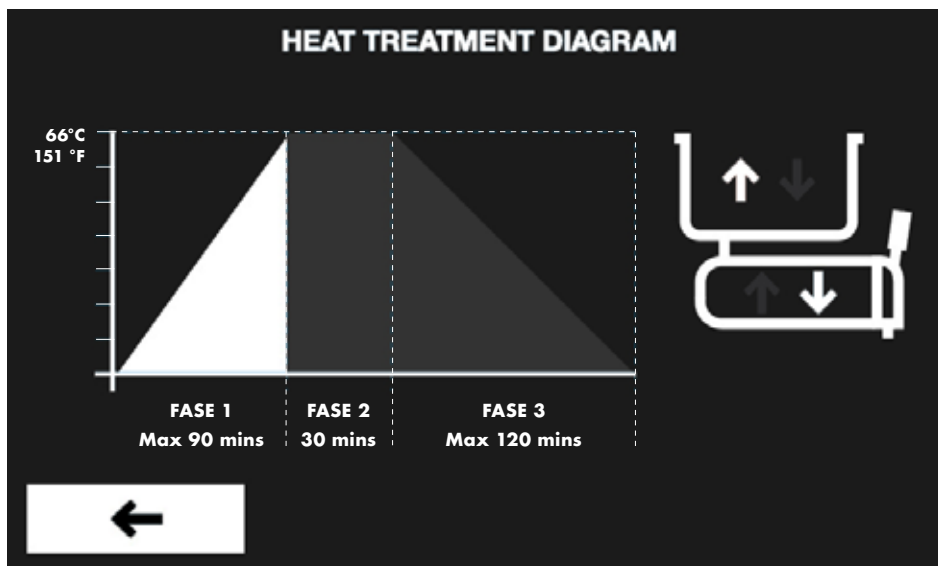 HEAT TREATMENT DIAGRAM
66°C
151 °F
FASE 1
Max 90 mins
FASE 2
30 mins
FASE 3
Max 120 mins